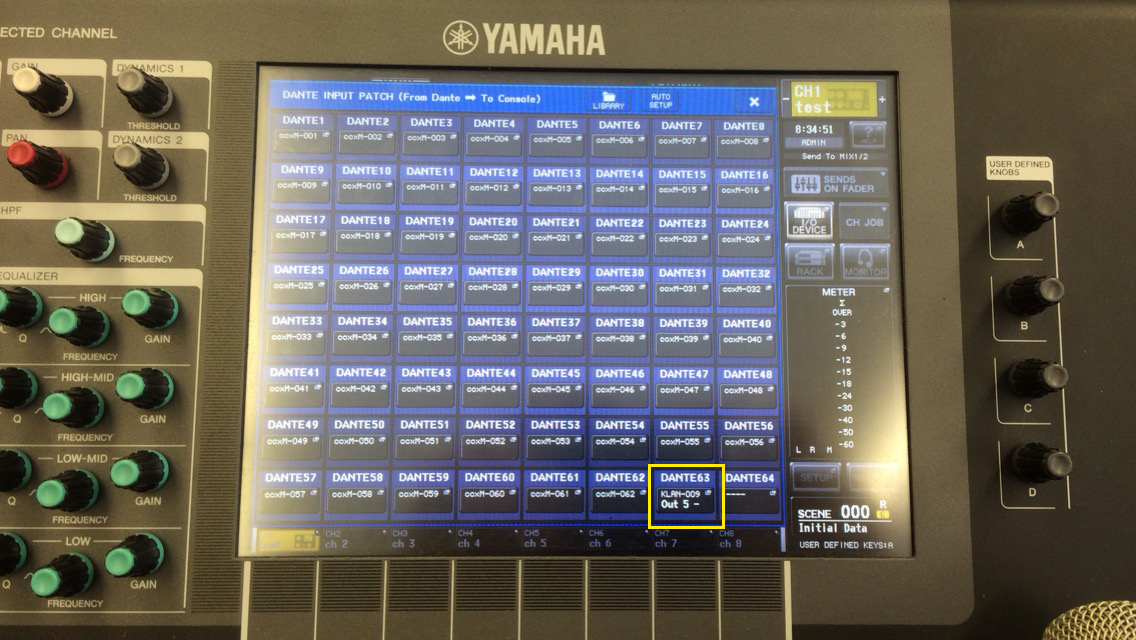 YAMAHA
ECTED CHANNEL
GAIN
DYNAMICS 1
THRESHOLD
PAN
DYNAMICS 2
THRESHOLD
HPF
FREQUENCY
EQUALIZER
HIGH
Q
FREQUENCY
GAIN
HIGH-MID
Q
FREQUENCY
GAIN
LOW-MID
Q
FREQUENCY
GAIN
LOW
Q
FREQUENCY
GAIN
DANTE INPUT PATCH (From Dante ➡ To Console)
LIBRARY
AUTO
SETUP
DANTE1 DANTE2 DANTE3 DANTE4 DANTE5 DANTE6 DANTE7 DANTE8
ccxM-001 ccxM-002 ccxM-003 ccxM-004 ccxM-005 ccxM-006 ccxM-007 ccxM-008
DANTE9 DANTE10 DANTE11 DANTE12 DANTE13 DANTE14 DANTE15 DANTE16
ccxM-009 ccxM-010 ccxM-011 ccxM-012 ccxM-013 ccxM-014 ccxM-015 ccxM-016
DANTE17 DANTE18 DANTE19 DANTE20 DANTE21 DANTE22 DANTE23 DANTE24
ccxM-017 ccxM-018 ccxM-019 ccxM-020 ccxM-021 ccxM-022 ccxM-023 ccxM-024
DANTE25 DANTE26 DANTE27 DANTE28 DANTE29 DANTE30 DANTE31 DANTE32
ccxM-025 ccxM-026 ccxM-027 ccxM-028 ccxM-029 ccxM-030 ccxM-031 ccxM-032
DANTE33 DANTE34 DANTE35 DANTE36 DANTE37 DANTE38 DANTE39 DANTE40
ccxM-033 ccxM-034 ccxM-035 ccxM-036 ccxM-037 ccxM-038 ccxM-039 ccxM-040
DANTE41 DANTE42 DANTE43 DANTE44 DANTE45 DANTE46 DANTE47 DANTE48
ccxM-041 ccxM-042 ccxM-043 ccxM-044 ccxM-045 ccxM-046 ccxM-047 ccxM-048
DANTE49 DANTE50 DANTE51 DANTE52 DANTE53 DANTE54 DANTE55 DANTE56
ccxM-049 ccxM-050 ccxM-051 ccxM-052 ccxM-053 ccxM-054 ccxM-055 ccxM-056
DANTE57 DANTE58 DANTE59 DANTE60 DANTE61 DANTE62 DANTE63 DANTE64
ccxM-057 ccxM-058 ccxM-059 ccxM-060 ccxM-061 ccxM-062 KLAN-009 ----
Out 5 -
CH2 CH3 CH4 CH5 CH6 CH7 CH8
ch 2 ch 3 ch 4 ch 5 ch 6 ch 7 ch 8
CH1
test
8:34:51
?
HELP
ADMIN
Send To MIX1/2
SENDS
ON FADER
I/O
DEVICE
CH JOB
RACK
MONITOR
METER
Σ
OVER
-3
-6
-9
-12
-15
-18
-24
-30
-40
-50
L R M -60
SETUP
SCENE 000 R
Initial Data
USER DEFINED KEYS:A
USER DEFINED
KNOBS
A
B
C
D